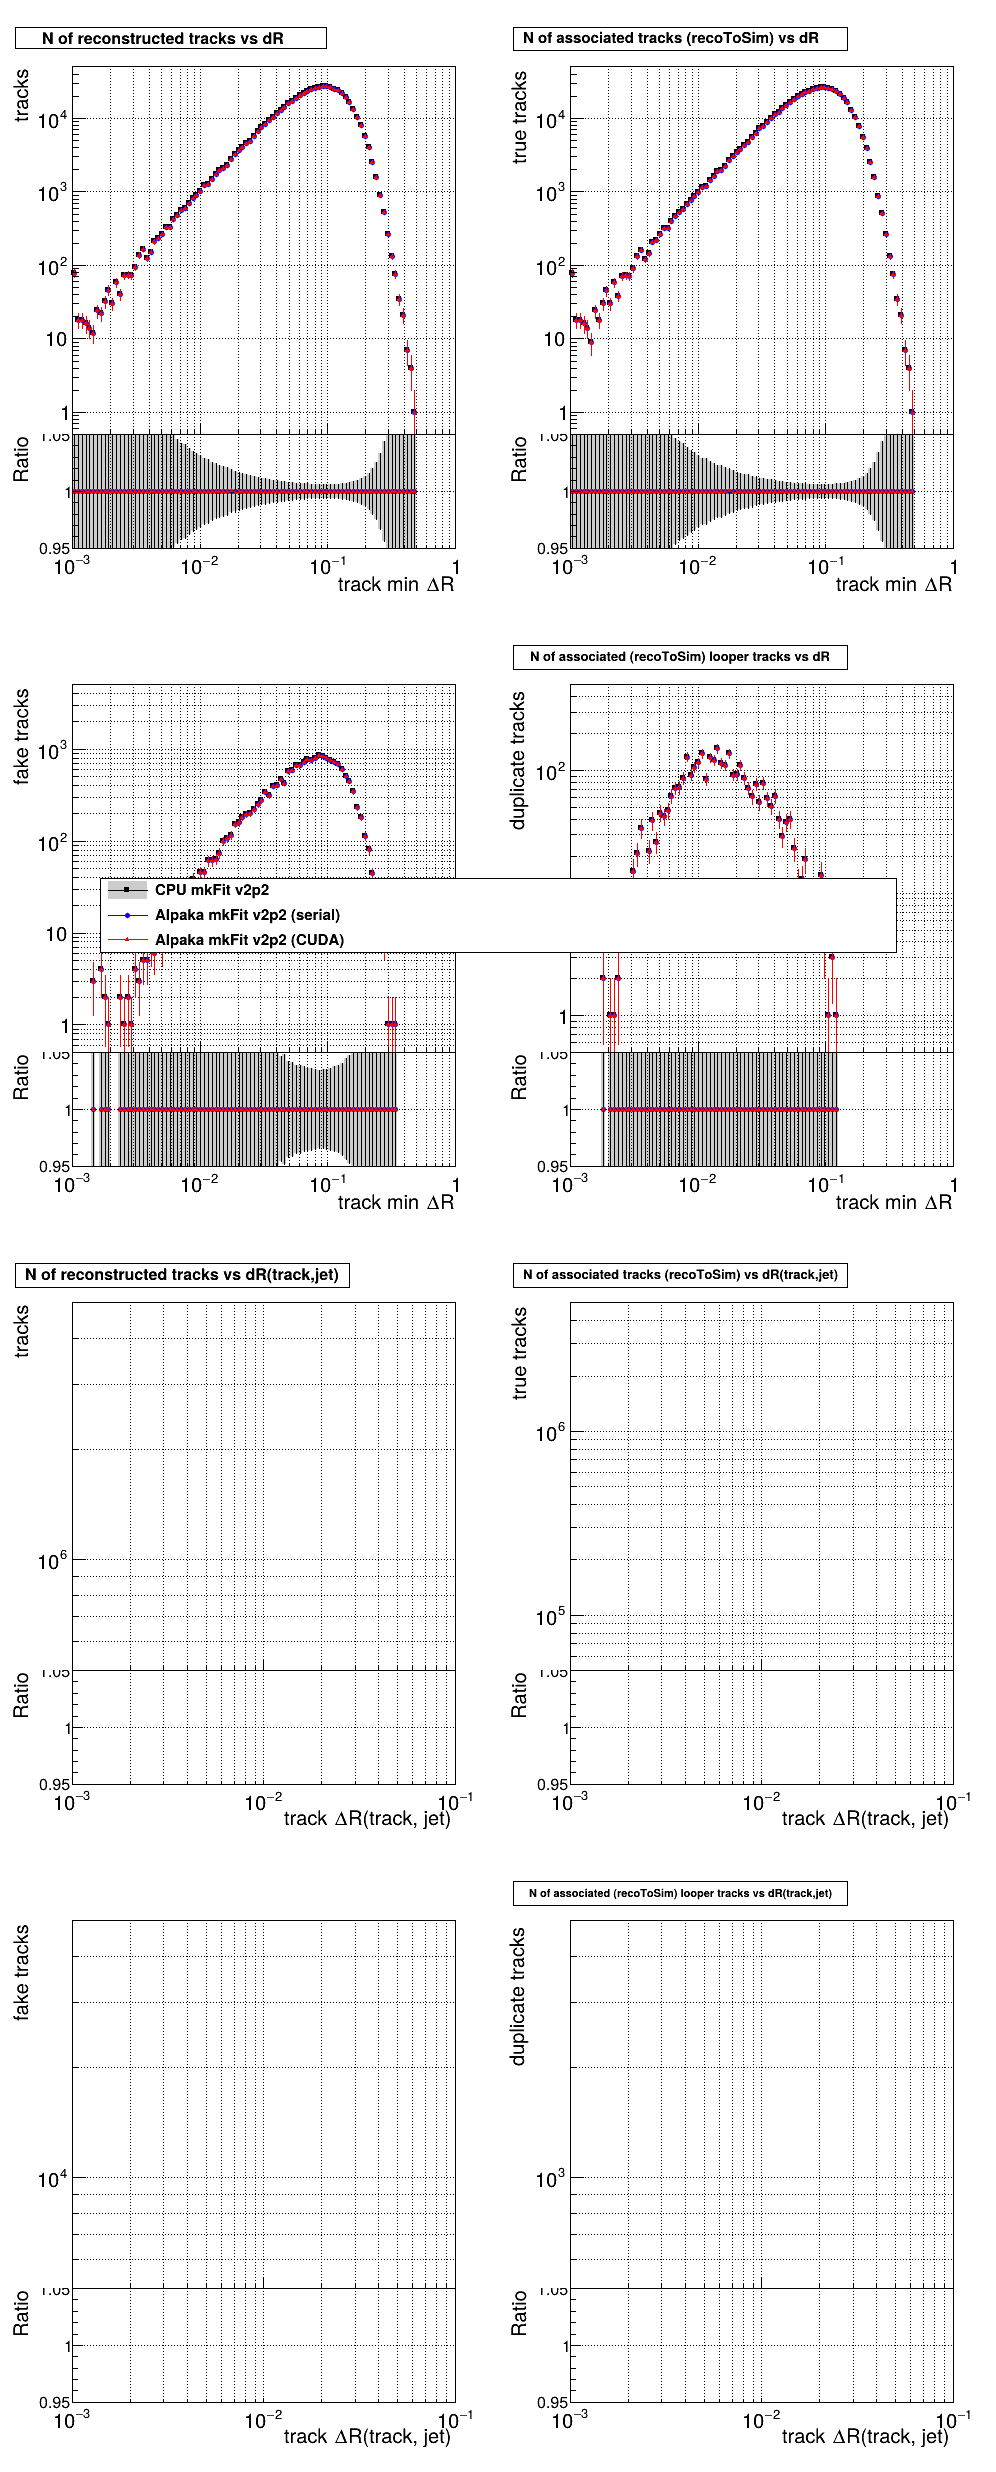 N of reconstructed tracks vs dR
N of associated tracks (recoToSim) vs dR
tracks
10⁴
10³
10²
10
1
Ratio
1.05
1
0.95
10⁻³
10⁻²
10⁻¹
1
track min ΔR
true tracks
10⁴
10³
10²
10
1
Ratio
1.05
1
0.95
10⁻³
10⁻²
10⁻¹
1
track min ΔR
N of associated (recoToSim) looper tracks vs dR
fake tracks
10³
10²
10
1
Ratio
1.05
1
0.95
10⁻³
10⁻²
10⁻¹
1
track min ΔR
duplicate tracks
10²
1
Ratio
1.05
1
0.95
10⁻³
10⁻²
10⁻¹
1
track min ΔR
CPU mkFit v2p2
Alpaka mkFit v2p2 (serial)
Alpaka mkFit v2p2 (CUDA)
N of reconstructed tracks vs dR(track,jet)
N of associated tracks (recoToSim) vs dR(track,jet)
tracks
10⁶
Ratio
1.05
1
0.95
10⁻³
10⁻²
10⁻¹
track ΔR(track, jet)
true tracks
10⁶
10⁵
Ratio
1.05
1
0.95
10⁻³
10⁻²
10⁻¹
track ΔR(track, jet)
N of associated (recoToSim) looper tracks vs dR(track,jet)
fake tracks
10⁴
Ratio
1.05
1
0.95
10⁻³
10⁻²
10⁻¹
track ΔR(track, jet)
duplicate tracks
10³
Ratio
1.05
1
0.95
10⁻³
10⁻²
10⁻¹
track ΔR(track, jet)